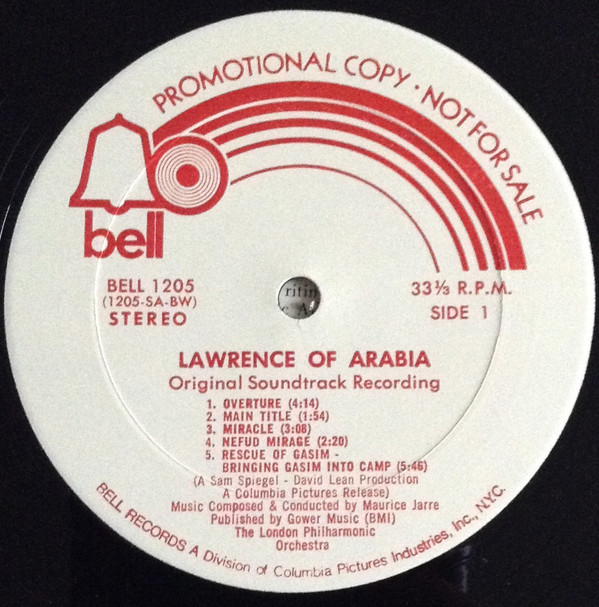 PROMOTIONAL COPY · NOT FOR SALE
bell
BELL 1205
(1205-SA-BW)
STEREO
33⅓ R.P.M.
SIDE 1
ritin
LAWRENCE OF ARABIA
Original Soundtrack Recording
1. OVERTURE (4:14)
2. MAIN TITLE (1:54)
3. MIRACLE (3:08)
4. NEFUD MIRAGE (2:20)
5. RESCUE OF GASIM -
BRINGING GASIM INTO CAMP (5:46)
(A Sam Spiegel - David Lean Production
A Columbia Pictures Release)
Music Composed & Conducted by Maurice Jarre
Published by Gower Music (BMI)
The London Philharmonic
Orchestra
BELL RECORDS A Division of Columbia Pictures Industries, Inc., N.Y.C.